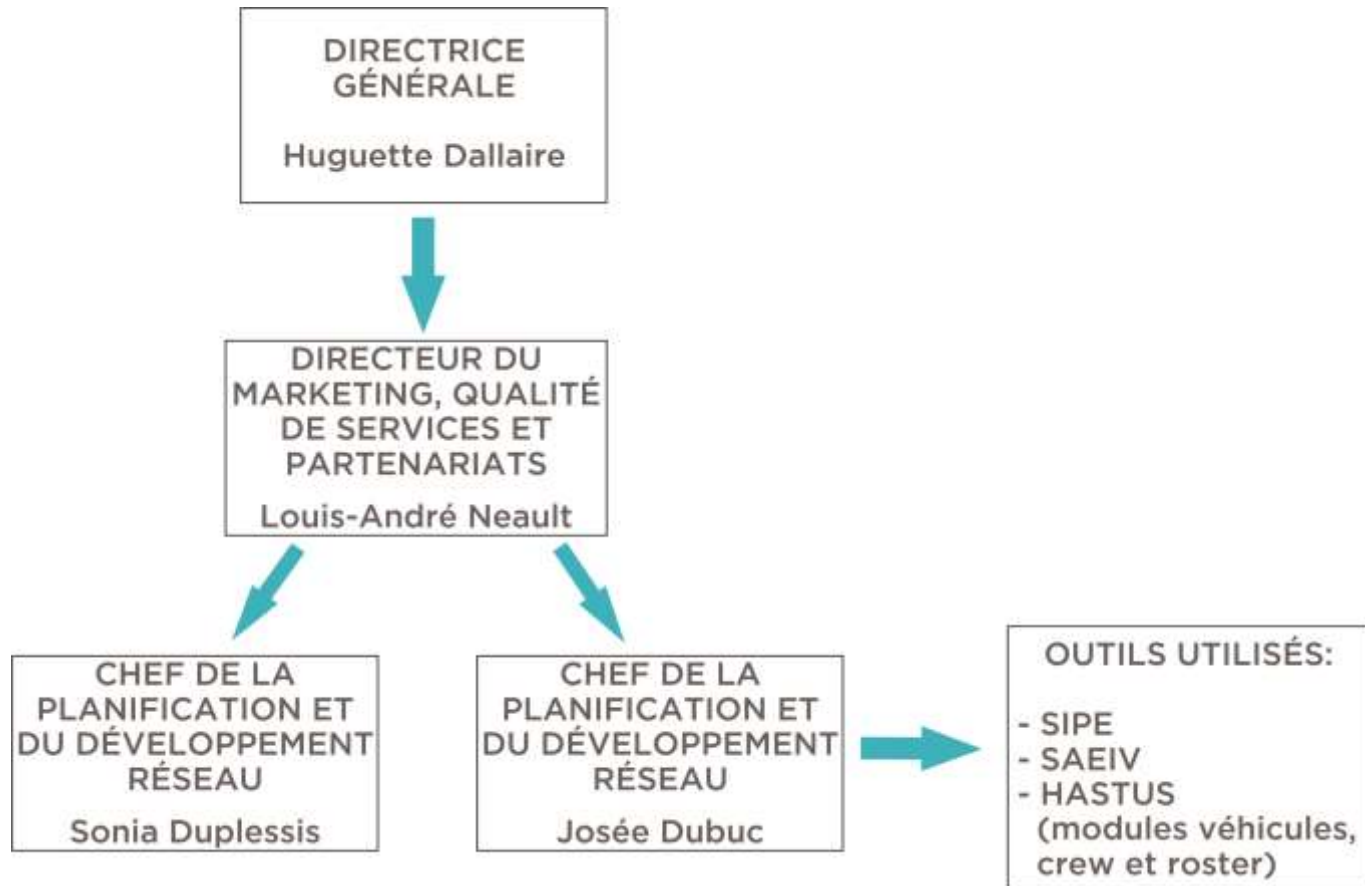 DIRECTRICE
GÉNÉRALE
Huguette Dallaire
DIRECTEUR DU
MARKETING, QUALITÉ
DE SERVICES ET
PARTENARIATS
Louis-André Neault
CHEF DE LA
PLANIFICATION ET
DU DÉVELOPPEMENT
RÉSEAU
Sonia Duplessis
CHEF DE LA
PLANIFICATION ET
DU DÉVELOPPEMENT
RÉSEAU
Josée Dubuc
OUTILS UTILISÉS:
- SIPE
- SAEIV
- HASTUS
(modules véhicules,
crew et roster)